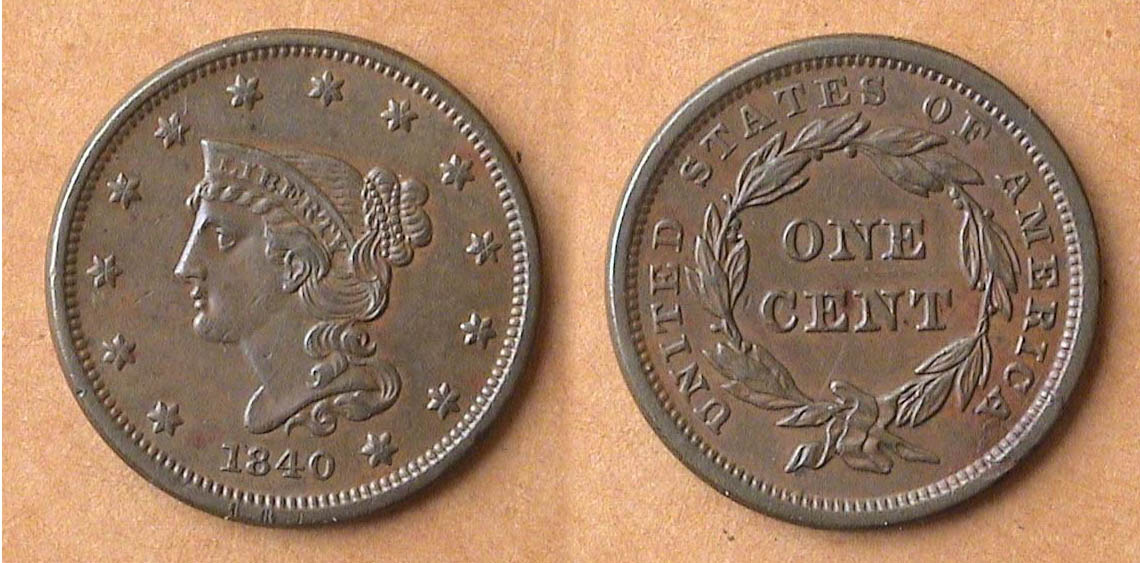 LIBERTY
1840
UNITED STATES OF AMERICA
ONE
CENT